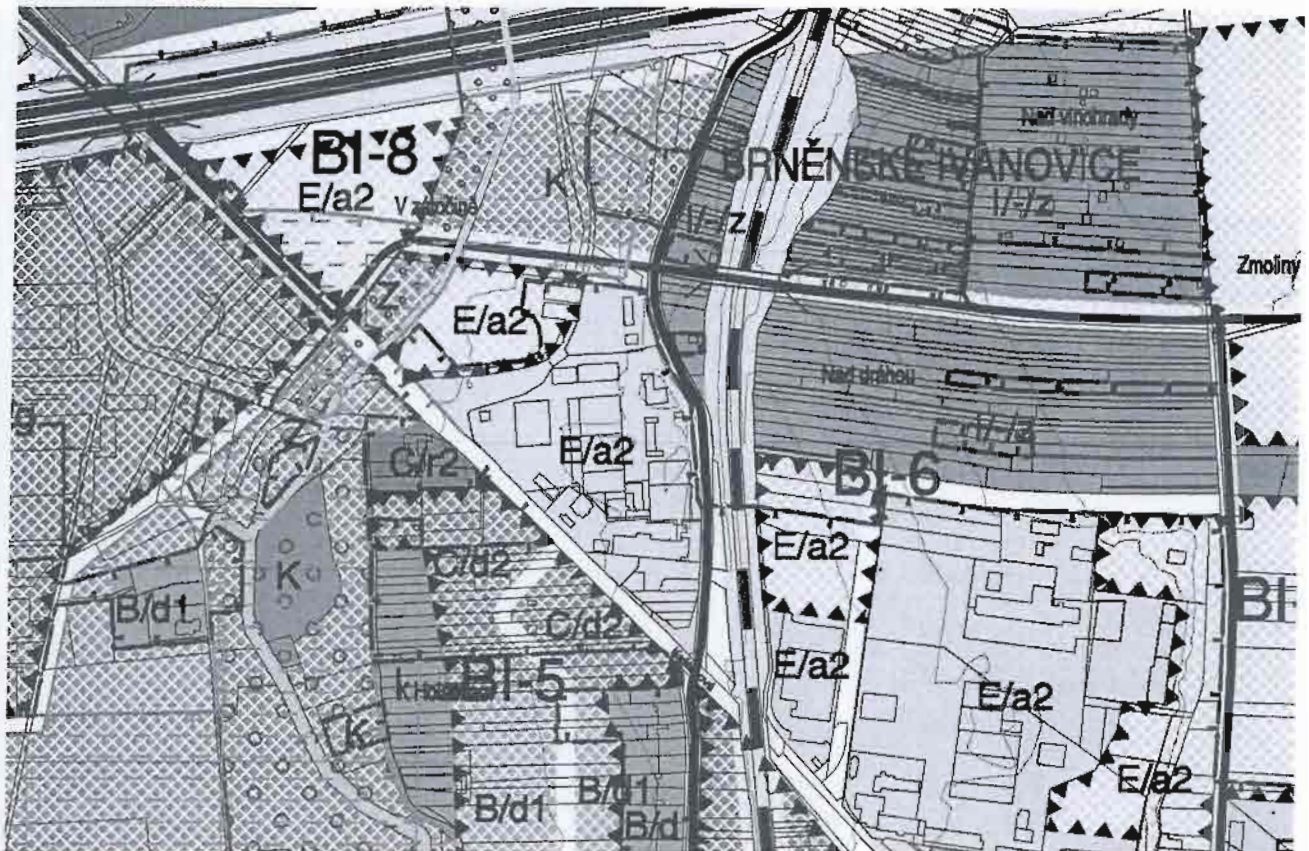 BI-8
E/a2
K
BRNĚNSKÉ IVANOVICE
Nad vinohrady
I/-/z
I/-/z
Zmoliny
Z
E/a2
Nad dráhou
I/-/z
E/a2
C/r2
BI-6
E/a2
C/d2
K
B/d1
C/d2
BI-
E/a2
BI-5
E/a2
K
E/a2
B/d1
B/d1
B/d